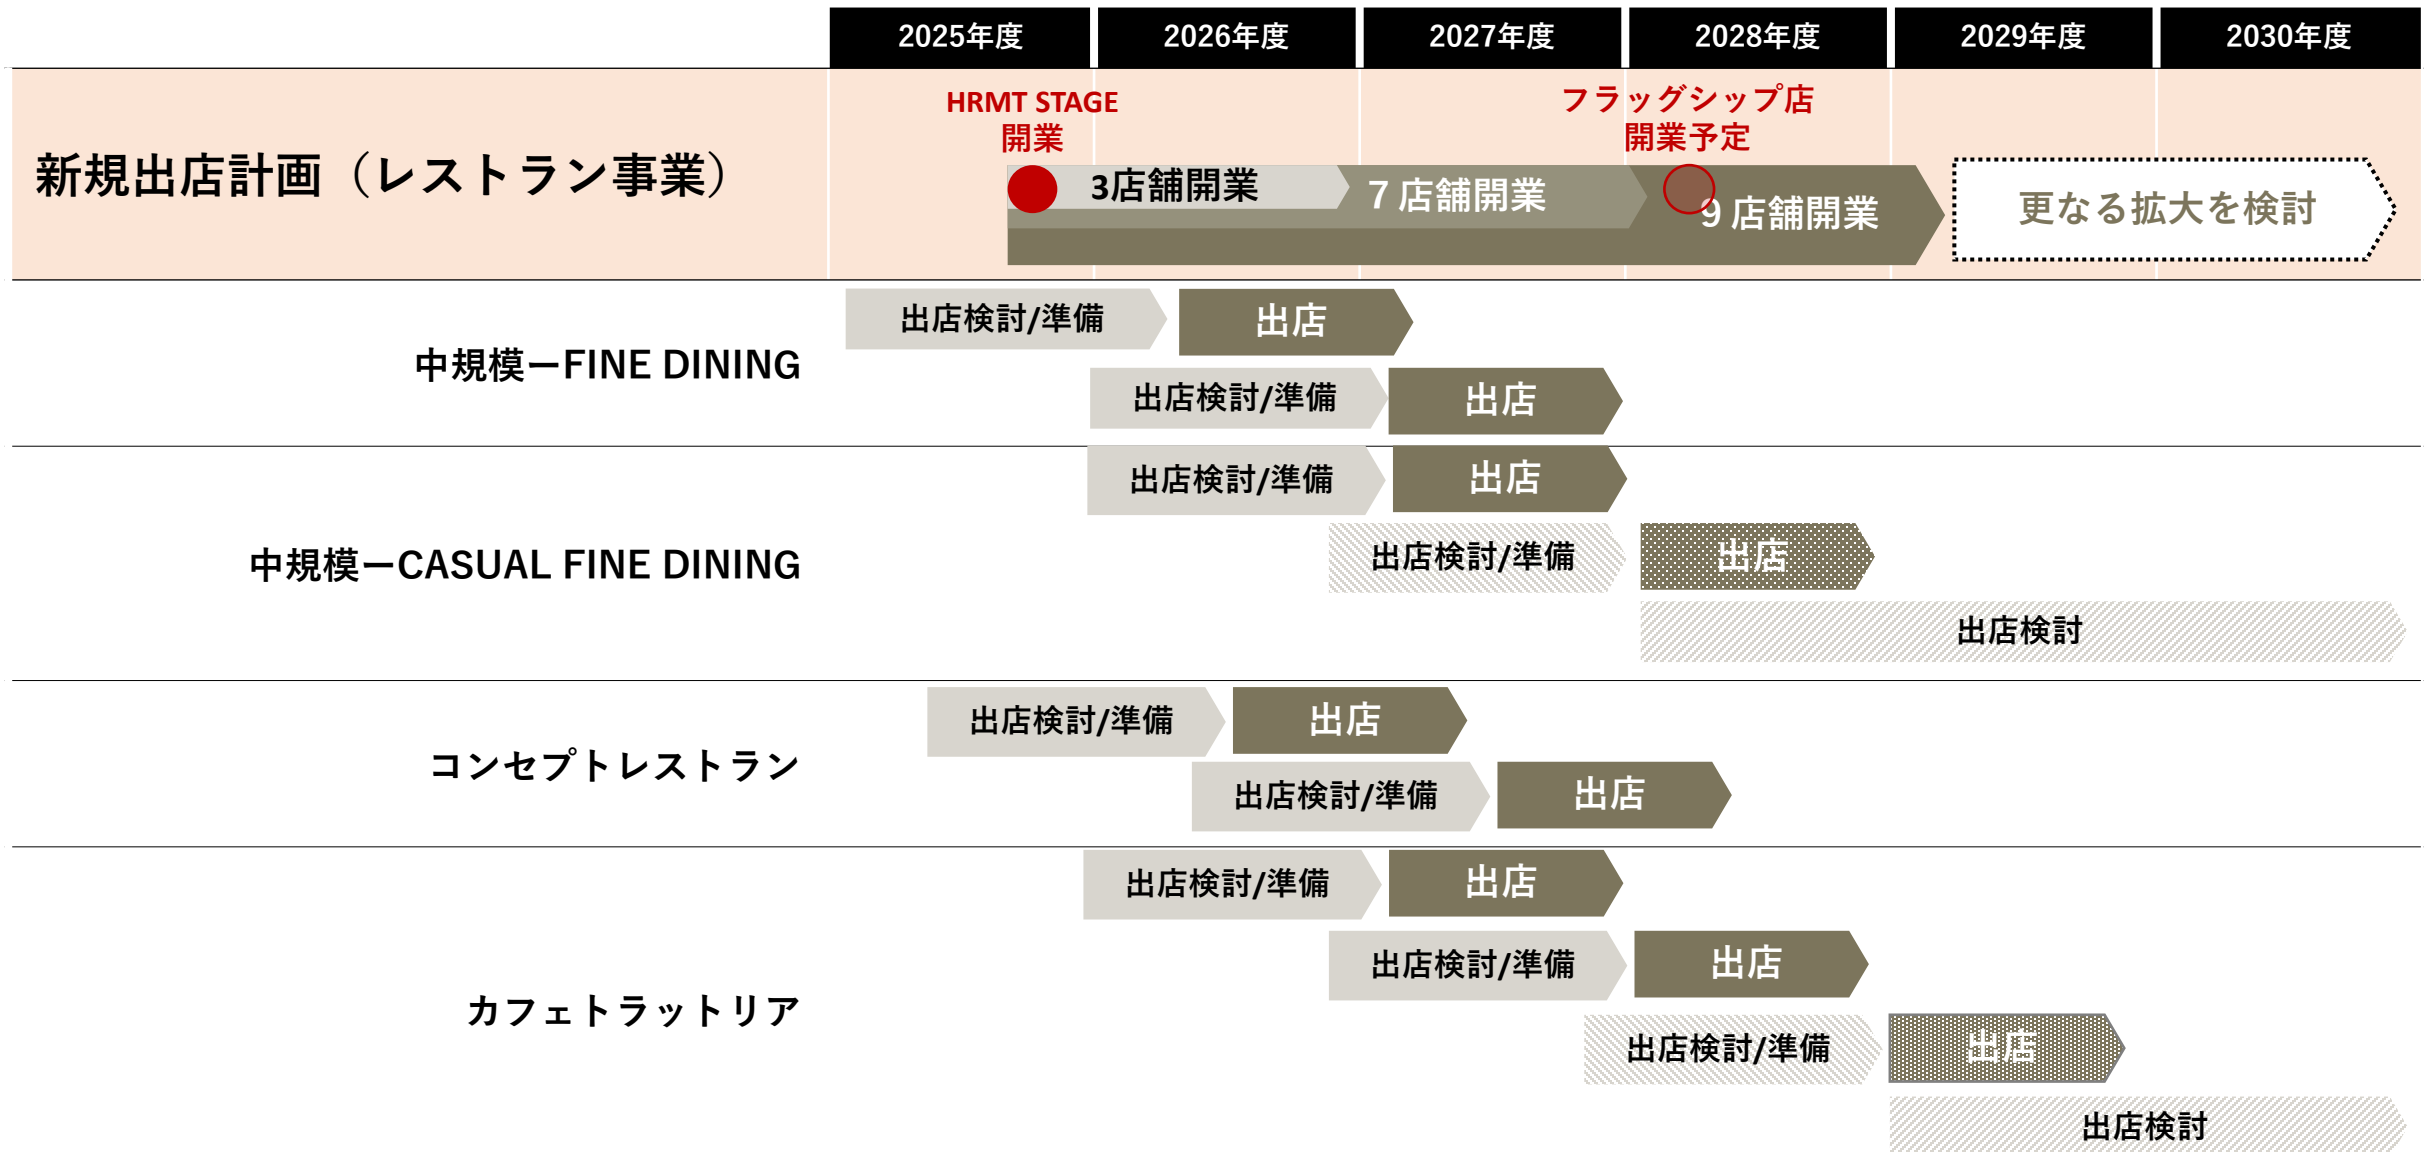 2025年度
2026年度
2027年度
2028年度
2029年度
2030年度
新規出店計画（レストラン事業）
HRMT STAGE
開業
フラッグシップ店
開業予定
3店舗開業
７店舗開業
９店舗開業
更なる拡大を検討
中規模ーFINE DINING
出店検討/準備
出店
出店検討/準備
出店
中規模ーCASUAL FINE DINING
出店検討/準備
出店
出店検討/準備
出店
出店検討
コンセプトレストラン
出店検討/準備
出店
出店検討/準備
出店
カフェトラットリア
出店検討/準備
出店
出店検討/準備
出店
出店検討/準備
出店
出店検討